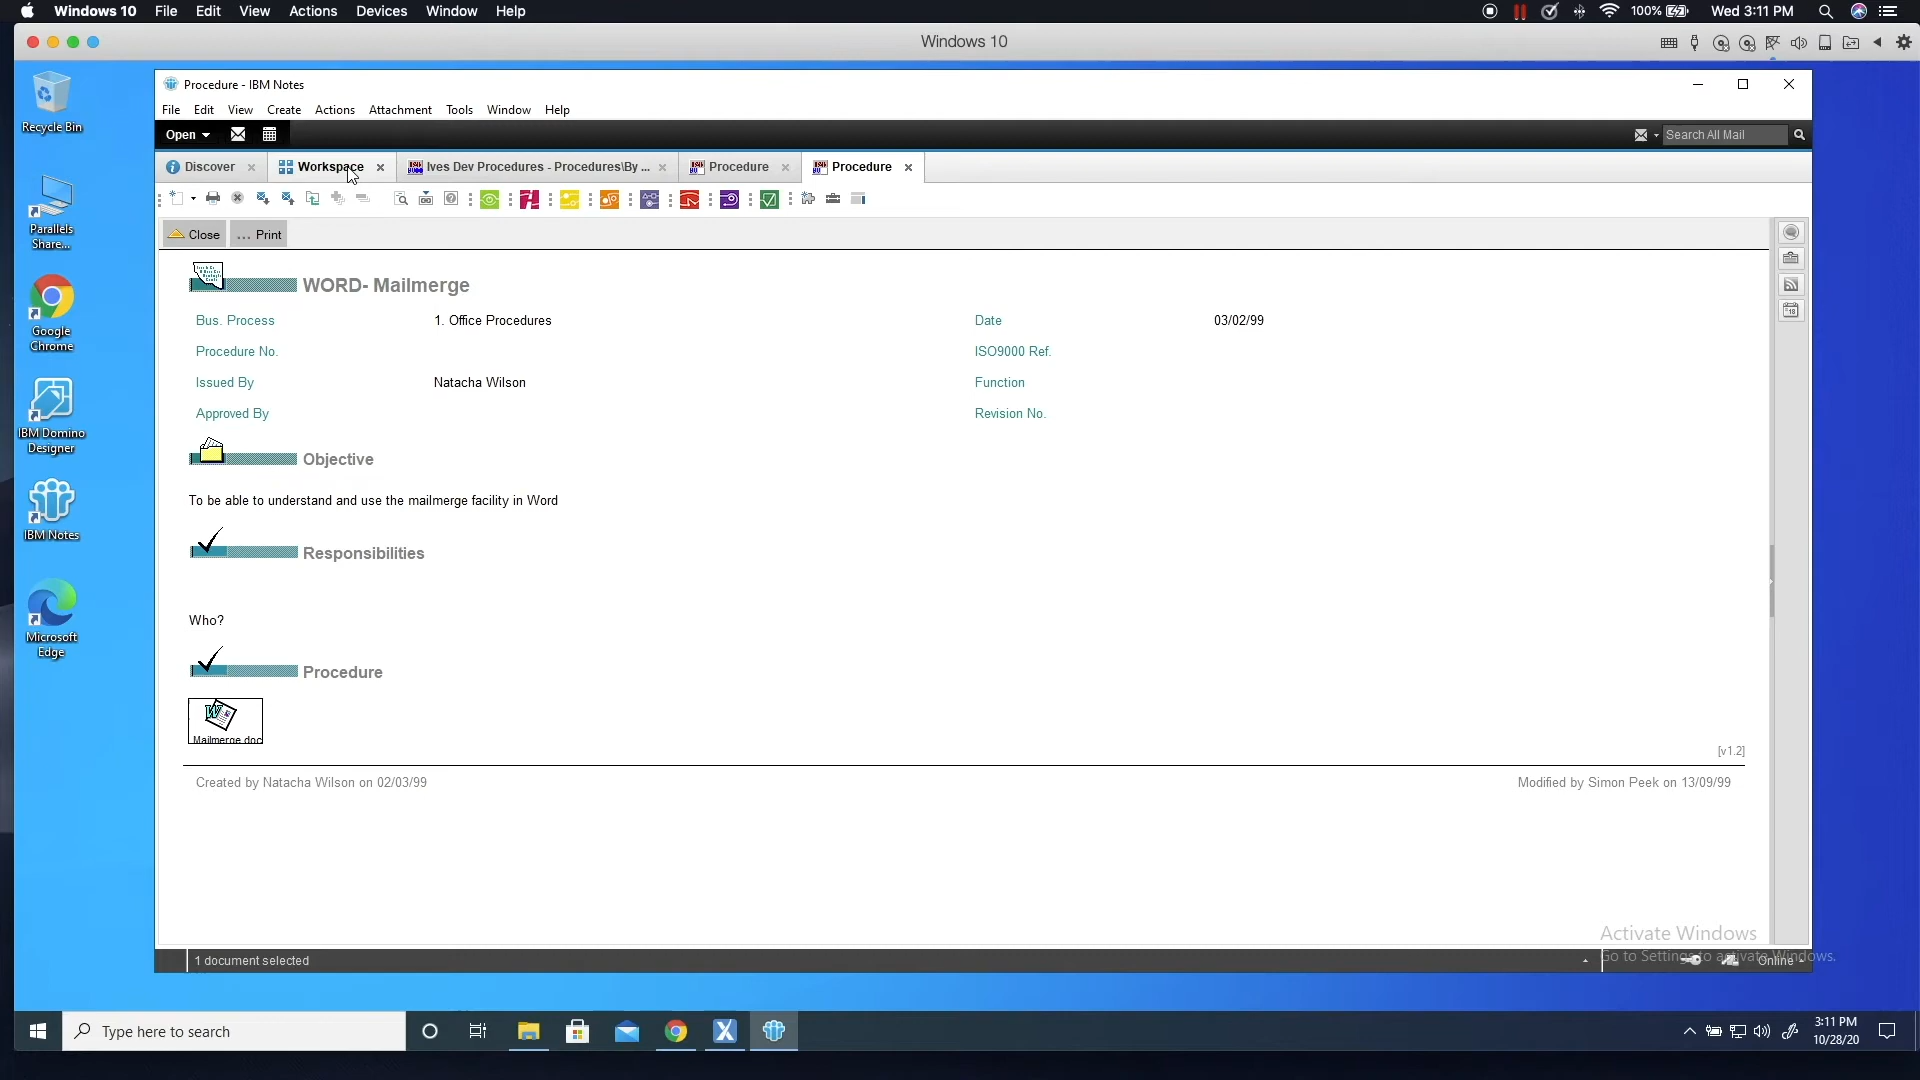 Windows 10 File Edit View Actions Devices Window Help 100% Wed 3:11 PM
Windows 10
Recycle Bin
Parallels
Share...
Google
Chrome
IBM Domino
Designer
IBM Notes
Microsoft
Edge
Procedure - IBM Notes
File Edit View Create Actions Attachment Tools Window Help
Open Search All Mail
Discover Workspace Ives Dev Procedures - Procedures\By ... Procedure Procedure
Close ... Print
WORD- Mailmerge
Bus. Process 1. Office Procedures Date 03/02/99
Procedure No. ISO9000 Ref.
Issued By Natacha Wilson Function
Approved By Revision No.
Objective
To be able to understand and use the mailmerge facility in Word
Responsibilities
Who?
Procedure
Mailmerge.doc
[v1.2]
Created by Natacha Wilson on 02/03/99 Modified by Simon Peek on 13/09/99
Activate Windows
Go to Settings to activate Windows.
1 document selected Online
Type here to search
3:11 PM
10/28/20